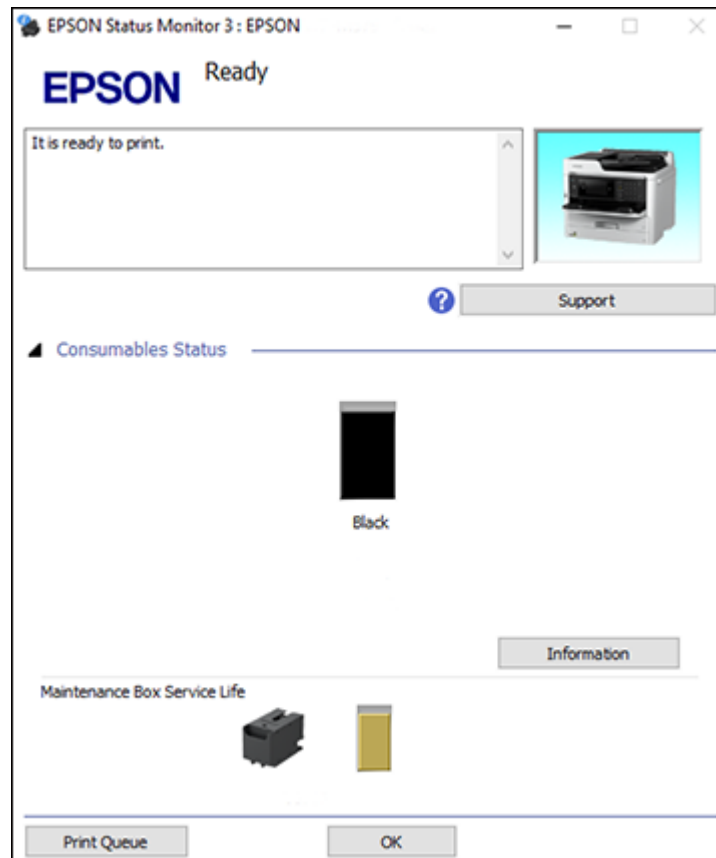 EPSON Status Monitor 3 : EPSON
EPSON
Ready
It is ready to print.
?
Support
Consumables Status
Black
Information
Maintenance Box Service Life
Print Queue
OK